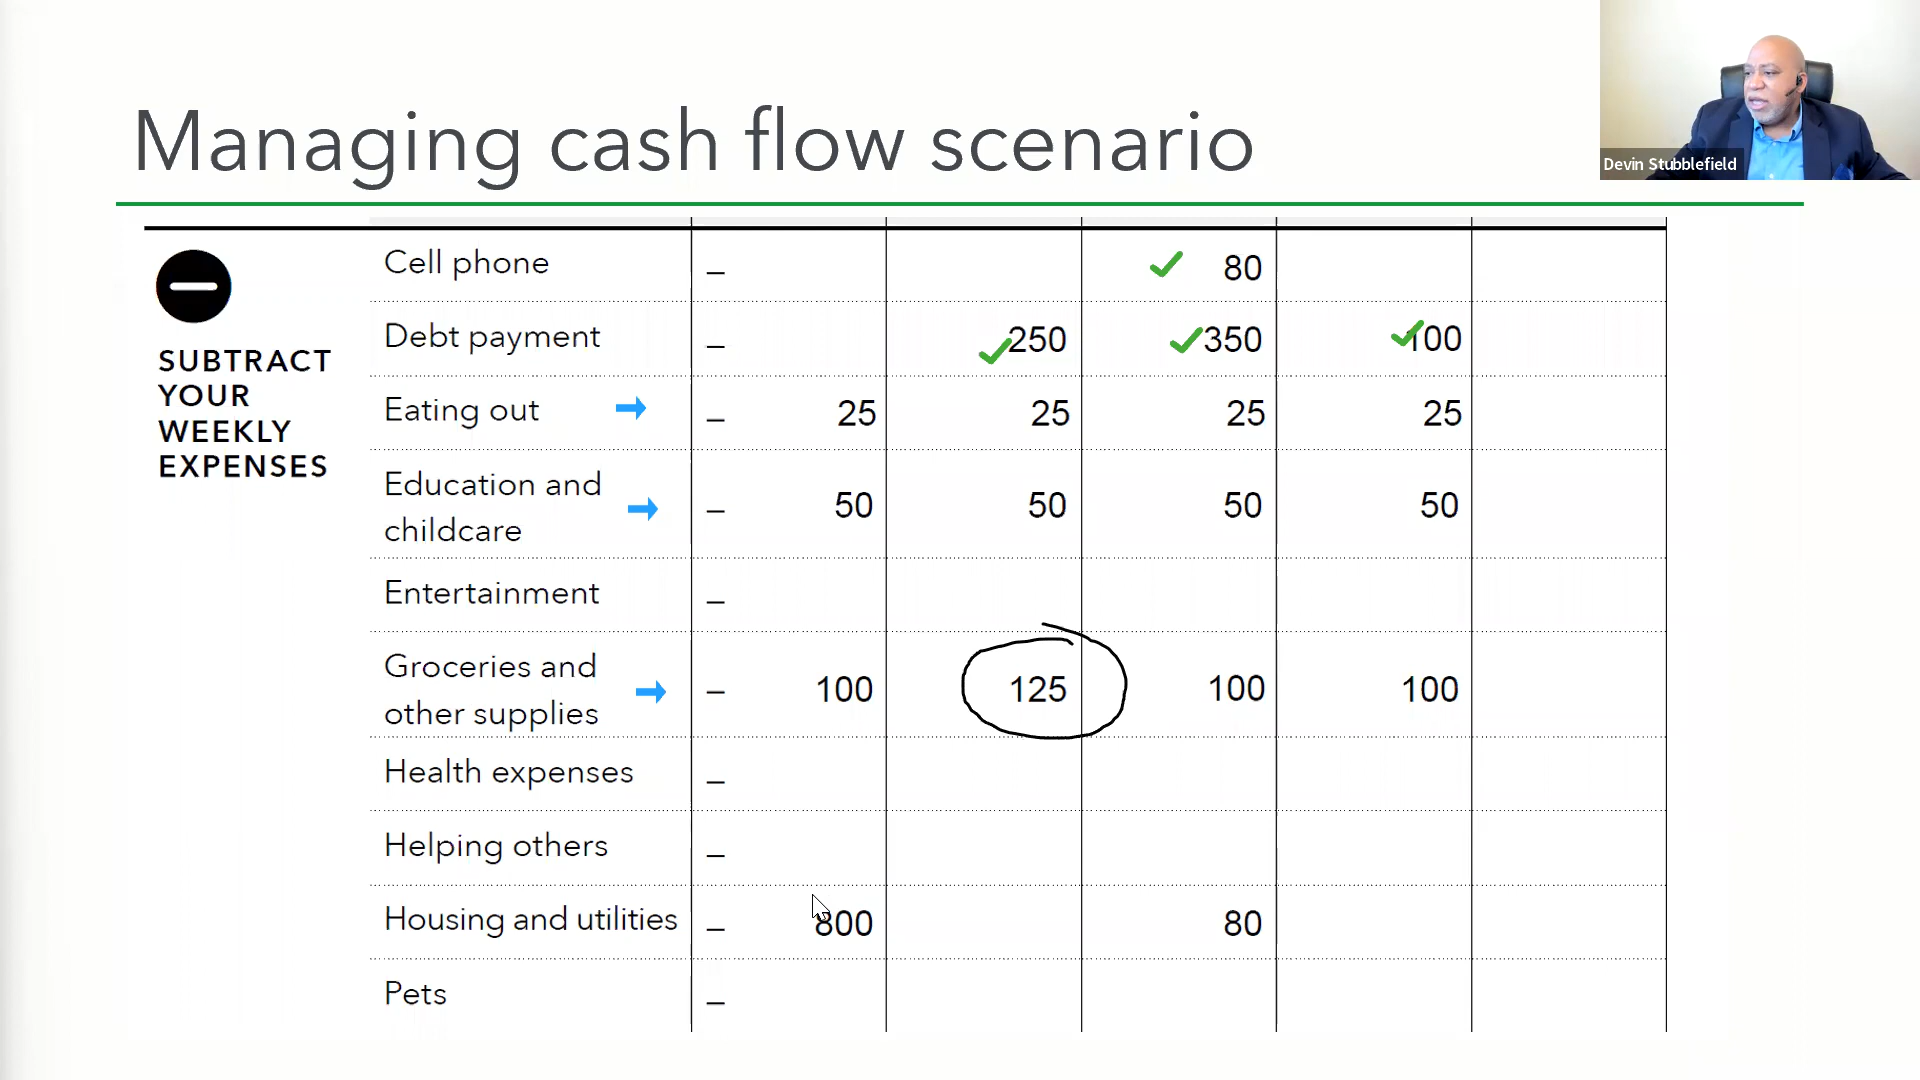 Managing cash flow scenario
Devin Stubblefield
SUBTRACT
YOUR
WEEKLY
EXPENSES
Cell phone – 80
Debt payment – 250 350 100
Eating out – 25 25 25 25
Education and
childcare – 50 50 50 50
Entertainment –
Groceries and
other supplies – 100 125 100 100
Health expenses –
Helping others –
Housing and utilities – 800 80
Pets –